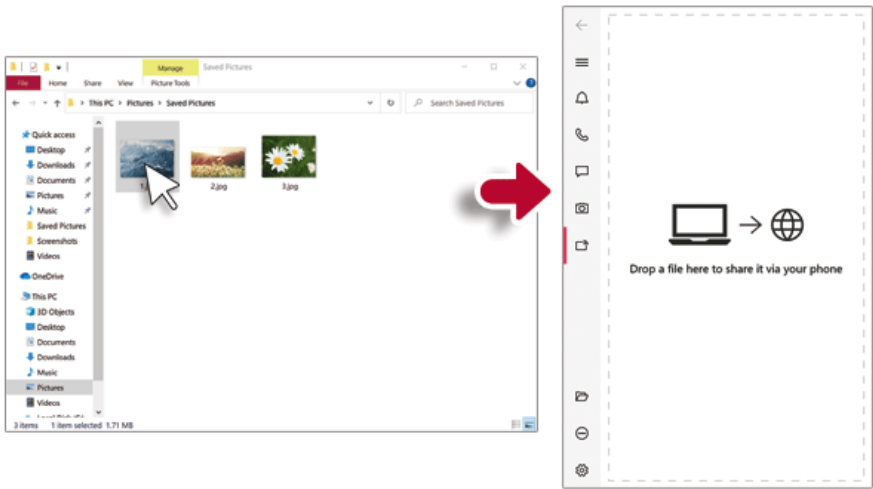 Manage
Saved Pictures
File
Home
Share
View
Picture Tools
This PC
Pictures
Saved Pictures
Search Saved Pictures
Quick access
Desktop
Downloads
Documents
Pictures
Music
Saved Pictures
Screenshots
Videos
OneDrive
This PC
3D Objects
Desktop
Documents
Downloads
Music
Pictures
Videos
2.jpg
3.jpg
3 items
1 item selected
1.71 MB
Drop a file here to share it via your phone